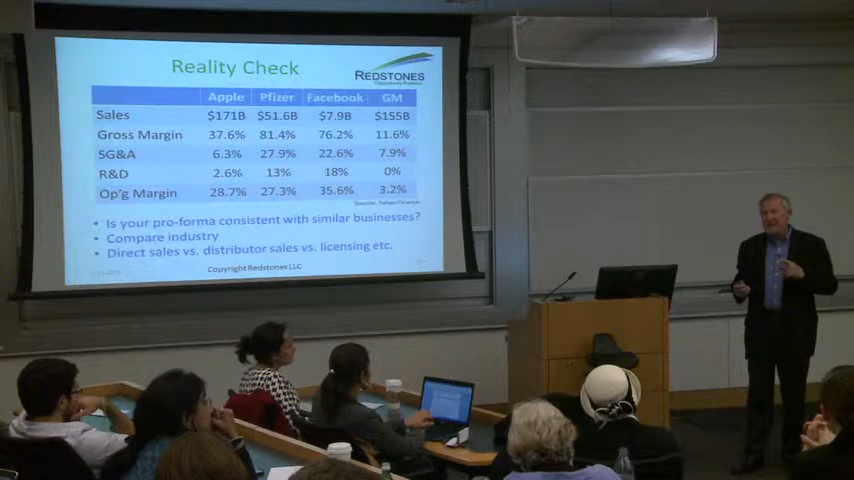 Reality Check
REDSTONES
Apple Pfizer Facebook GM
Sales $171B $51.6B $7.9B $155B
Gross Margin 37.6% 81.4% 76.2% 11.6%
SG&A 6.3% 27.9% 22.6% 7.9%
R&D 2.6% 13% 18% 0%
Op'g Margin 28.7% 27.3% 35.6% 3.2%
Source: Yahoo Finance
• Is your pro-forma consistent with similar businesses?
• Compare industry
• Direct sales vs. distributor sales vs. licensing etc.
Copyright Redstones LLC